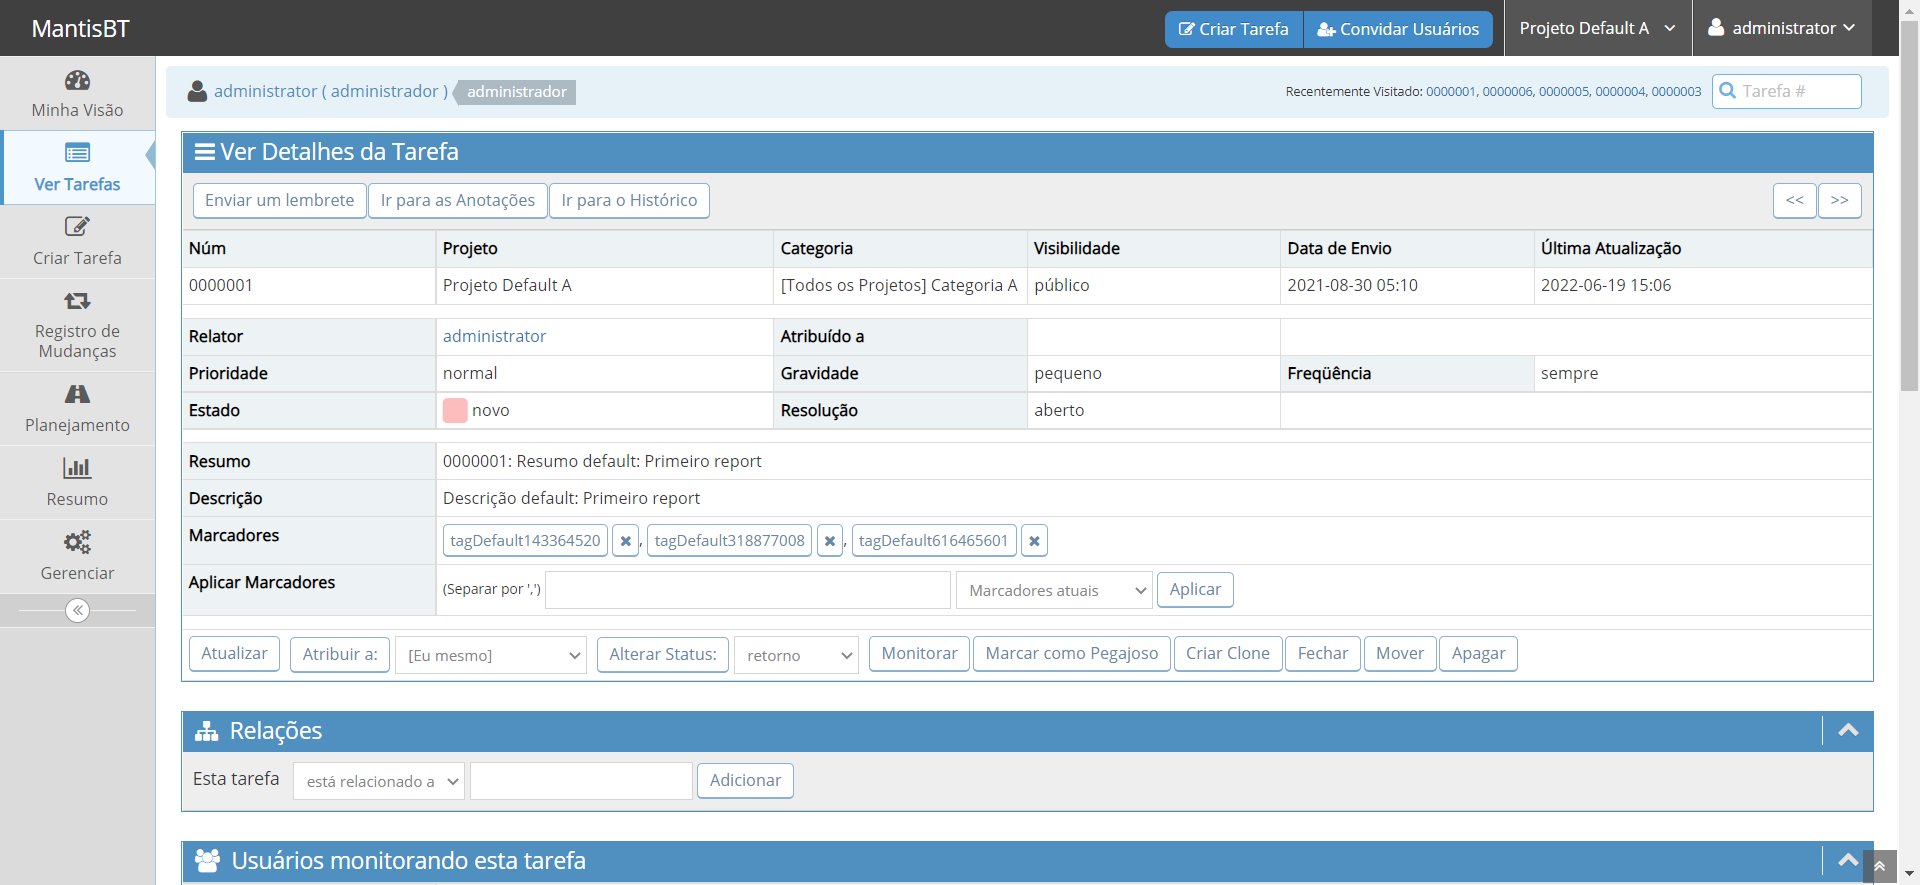 MantisBT
Criar Tarefa
Convidar Usuários
Projeto Default A
administrator
Minha Visão
Ver Tarefas
Criar Tarefa
Registro de
Mudanças
Planejamento
Resumo
Gerenciar
administrator ( administrador )
administrador
Recentemente Visitado: 0000001, 0000006, 0000005, 0000004, 0000003
Tarefa #
Ver Detalhes da Tarefa
Enviar um lembrete
Ir para as Anotações
Ir para o Histórico
<<
>>
Núm Projeto Categoria Visibilidade Data de Envio Última Atualização
0000001 Projeto Default A [Todos os Projetos] Categoria A público 2021-08-30 05:10 2022-06-19 15:06
Relator administrator Atribuído a
Prioridade normal Gravidade pequeno Freqüência sempre
Estado novo Resolução aberto
Resumo 0000001: Resumo default: Primeiro report
Descrição Descrição default: Primeiro report
Marcadores tagDefault143364520 , tagDefault318877008 , tagDefault616465601
Aplicar Marcadores (Separar por ',') Marcadores atuais Aplicar
Atualizar Atribuir a: [Eu mesmo] Alterar Status: retorno Monitorar Marcar como Pegajoso Criar Clone Fechar Mover Apagar
Relações
Esta tarefa está relacionado a Adicionar
Usuários monitorando esta tarefa